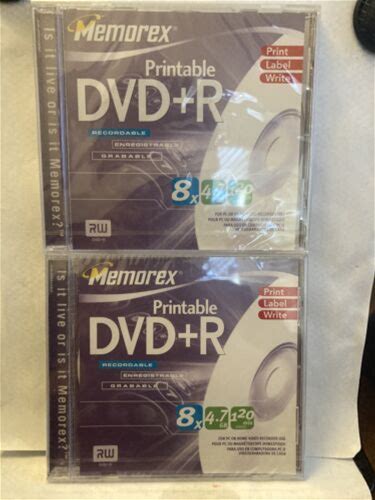 Is it live or is it Memorex?
Memorex
Print
Label
Write
Printable
DVD+R
RECORDABLE
ENREGISTRABLE
GRABABLE
8x 4.7 120
RW
Is it live or is it Memorex?
Memorex
Print
Label
Write
Printable
DVD+R
RECORDABLE
ENREGISTRABLE
GRABABLE
8x 4.7 GB 120
RW